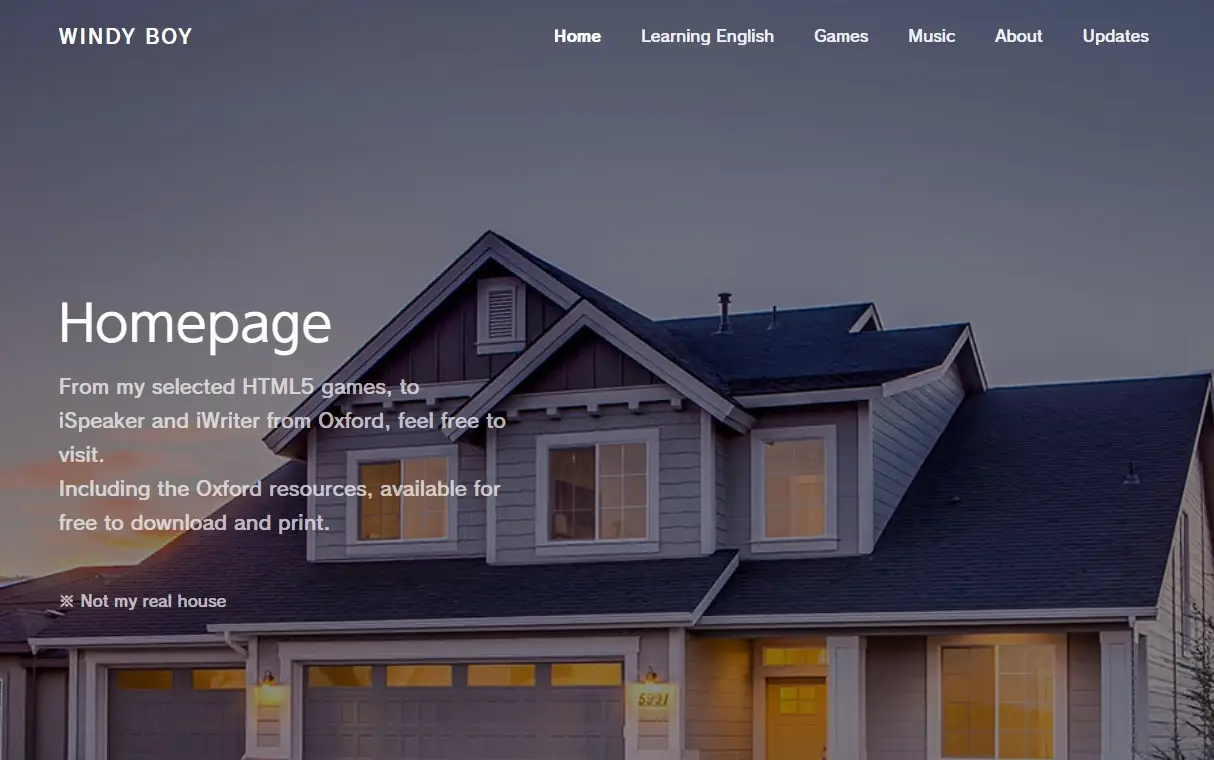 WINDY BOY
Home Learning English Games Music About Updates
Homepage
From my selected HTML5 games, to
iSpeaker and iWriter from Oxford, feel free to
visit.
Including the Oxford resources, available for
free to download and print.
※ Not my real house
5991